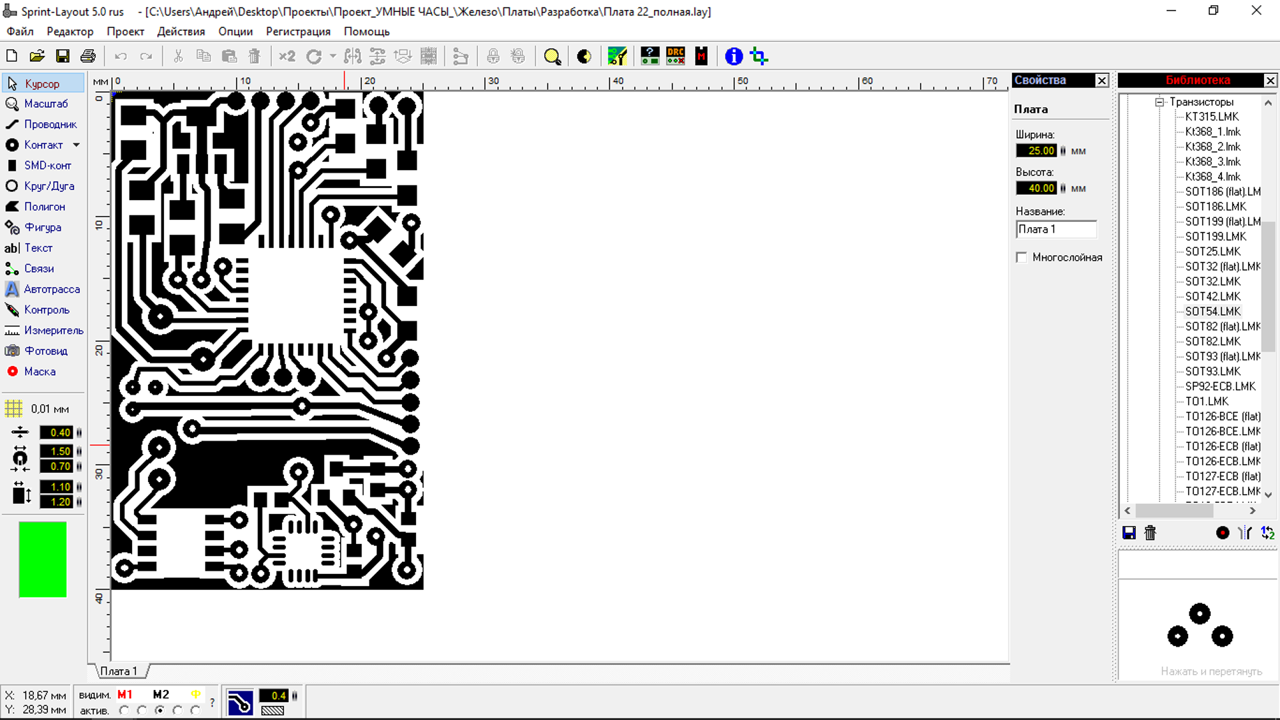 Sprint-Layout 5.0 rus - [C:\Users\Андрей\Desktop\Проекты\Проект_УМНЫЕ ЧАСЫ_\Железо\Платы\Разработка\Плата 22_полная.lay]
Файл Редактор Проект Действия Опции Регистрация Помощь
×2 ? DRC M i
мм 0 10 20 30 40 50 60 70
0
10
20
30
40
Курсор
Масштаб
Проводник
Контакт
SMD-конт
Круг/Дуга
Полигон
Фигура
ab| Текст
Связи
Автотрасса
Контроль
Измеритель
Фотовид
Маска
0,01 мм
0.40
1.50
0.70
1.10
1.20
Свойства
Плата
Ширина:
25.00 мм
Высота:
40.00 мм
Название:
Плата 1
Многослойная
Библиотека
Транзисторы
KT315.LMK
Kt368_1.lmk
Kt368_2.lmk
Kt368_3.lmk
Kt368_4.lmk
SOT186 (flat).LM
SOT186.LMK
SOT199 (flat).LM
SOT199.LMK
SOT25.LMK
SOT32 (flat).LMK
SOT32.LMK
SOT42.LMK
SOT54.LMK
SOT82 (flat).LMK
SOT82.LMK
SOT93 (flat).LMK
SOT93.LMK
SP92-ECB.LMK
TO1.LMK
TO126-BCE (flat)
TO126-BCE.LMK
TO126-ECB (flat)
TO126-ECB.LMK
TO127-ECB (flat)
TO127-ECB.LMK
Нажать и перетянуть
Плата 1
X: 18,67 мм
Y: 28,39 мм
видим. M1 M2 Ф ?
актив.
0.4